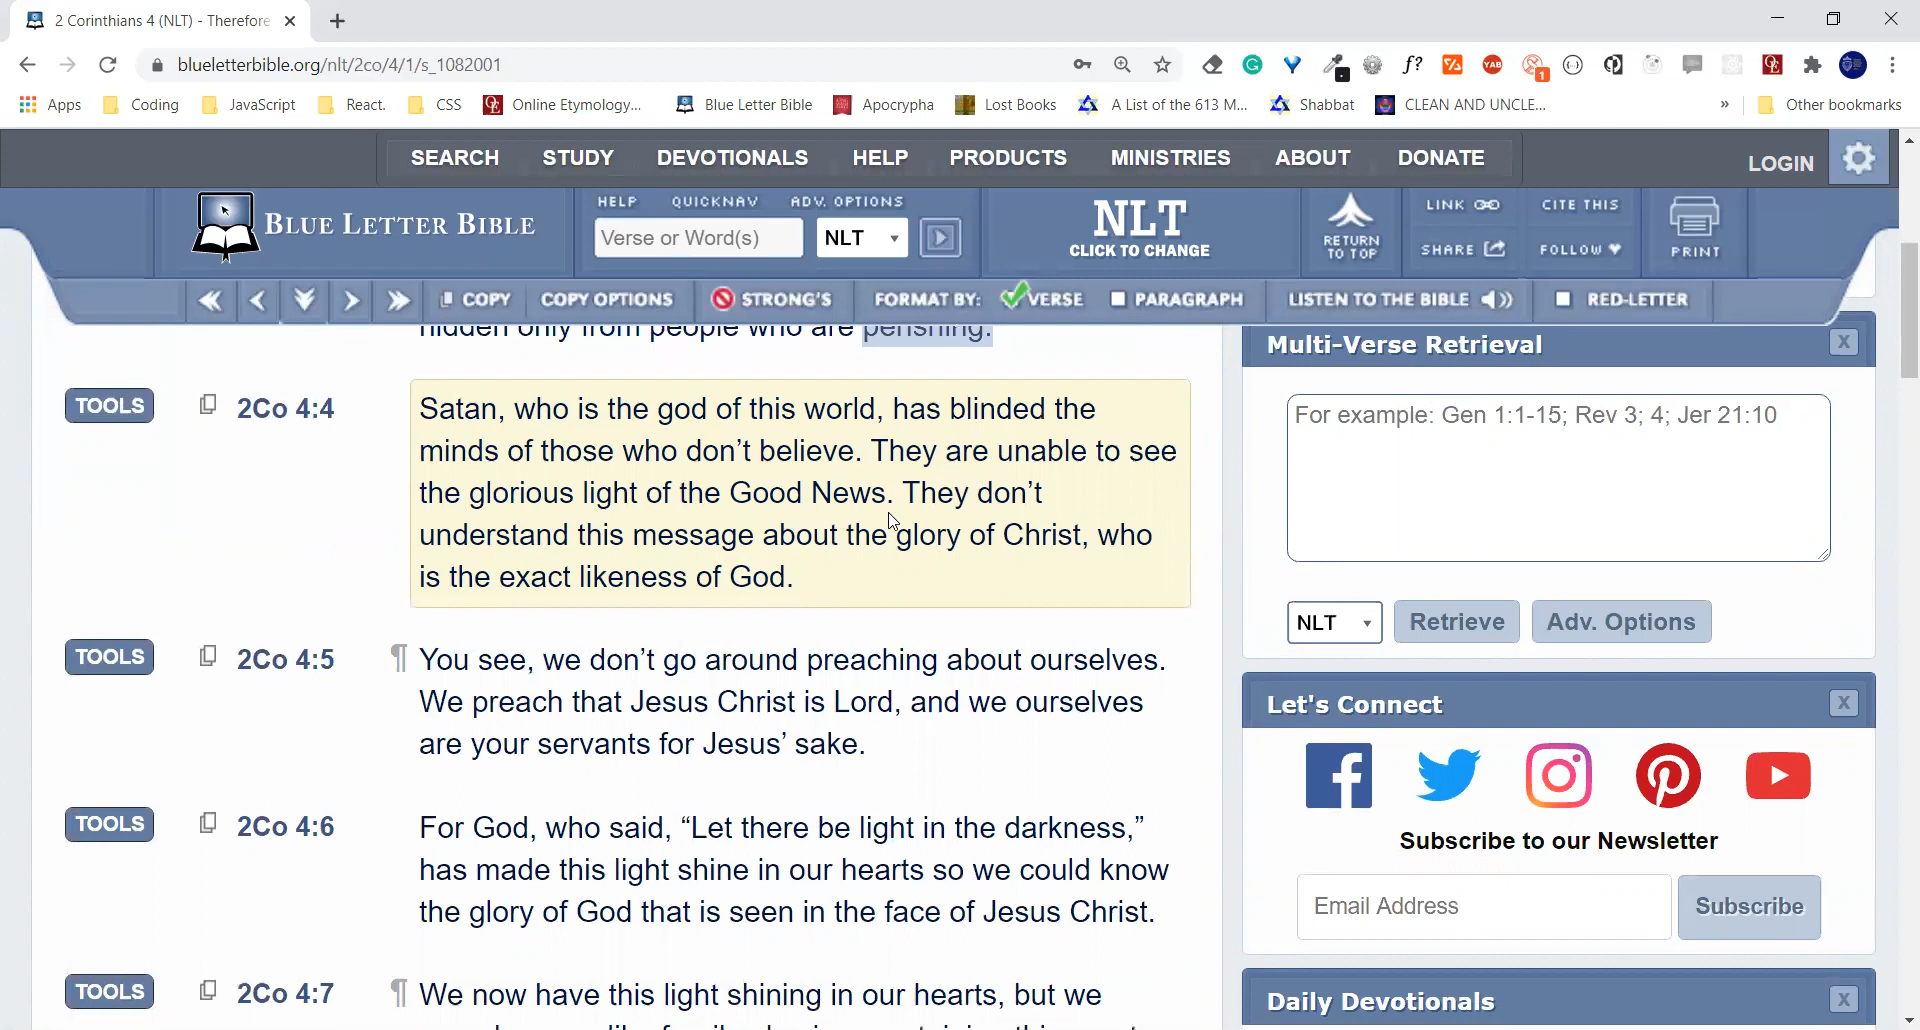 2 Corinthians 4 (NLT) - Therefore
blueletterbible.org/nlt/2co/4/1/s_1082001
f?
YAB
1
OE
Apps
Coding
JavaScript
React.
CSS
OE
Online Etymology...
Blue Letter Bible
Apocrypha
Lost Books
A List of the 613 M...
Shabbat
CLEAN AND UNCLE...
»
Other bookmarks
SEARCH STUDY DEVOTIONALS HELP PRODUCTS MINISTRIES ABOUT DONATE
LOGIN
BLUE LETTER BIBLE
HELP QUICKNAV ADV. OPTIONS
Verse or Word(s)
NLT
NLT
CLICK TO CHANGE
RETURN
TO TOP
LINK
CITE THIS
SHARE
FOLLOW
PRINT
COPY
COPY OPTIONS
STRONG'S
FORMAT BY:
VERSE
PARAGRAPH
LISTEN TO THE BIBLE
RED-LETTER
hidden only from people who are perishing.
TOOLS
2Co 4:4
Satan, who is the god of this world, has blinded the
minds of those who don’t believe. They are unable to see
the glorious light of the Good News. They don’t
understand this message about the glory of Christ, who
is the exact likeness of God.
TOOLS
2Co 4:5
¶ You see, we don’t go around preaching about ourselves.
We preach that Jesus Christ is Lord, and we ourselves
are your servants for Jesus’ sake.
TOOLS
2Co 4:6
For God, who said, “Let there be light in the darkness,”
has made this light shine in our hearts so we could know
the glory of God that is seen in the face of Jesus Christ.
TOOLS
2Co 4:7
¶ We now have this light shining in our hearts, but we
Multi-Verse Retrieval
X
For example: Gen 1:1-15; Rev 3; 4; Jer 21:10
NLT
Retrieve
Adv. Options
Let's Connect
X
Subscribe to our Newsletter
Email Address
Subscribe
Daily Devotionals
X